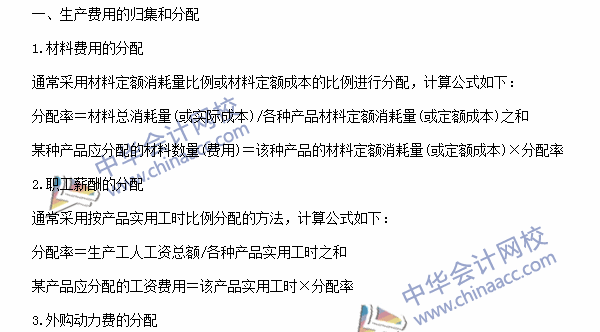 一、生产费用的归集和分配
1.材料费用的分配
通常采用材料定额消耗量比例或材料定额成本的比例进行分配，计算公式如下：
分配率＝材料总消耗量(或实际成本)/各种产品材料定额消耗量(或定额成本)之和
某种产品应分配的材料数量(费用)＝该种产品的材料定额消耗量(或定额成本)×分配率
2.职工薪酬的分配
通常采用按产品实用工时比例分配的方法，计算公式如下：
分配率＝生产工人工资总额/各种产品实用工时之和
某产品应分配的工资费用＝该产品实用工时×分配率
3.外购动力费的分配
中华会计网校
www.chinaacc.com
中华会计网校
www.chinaacc.com